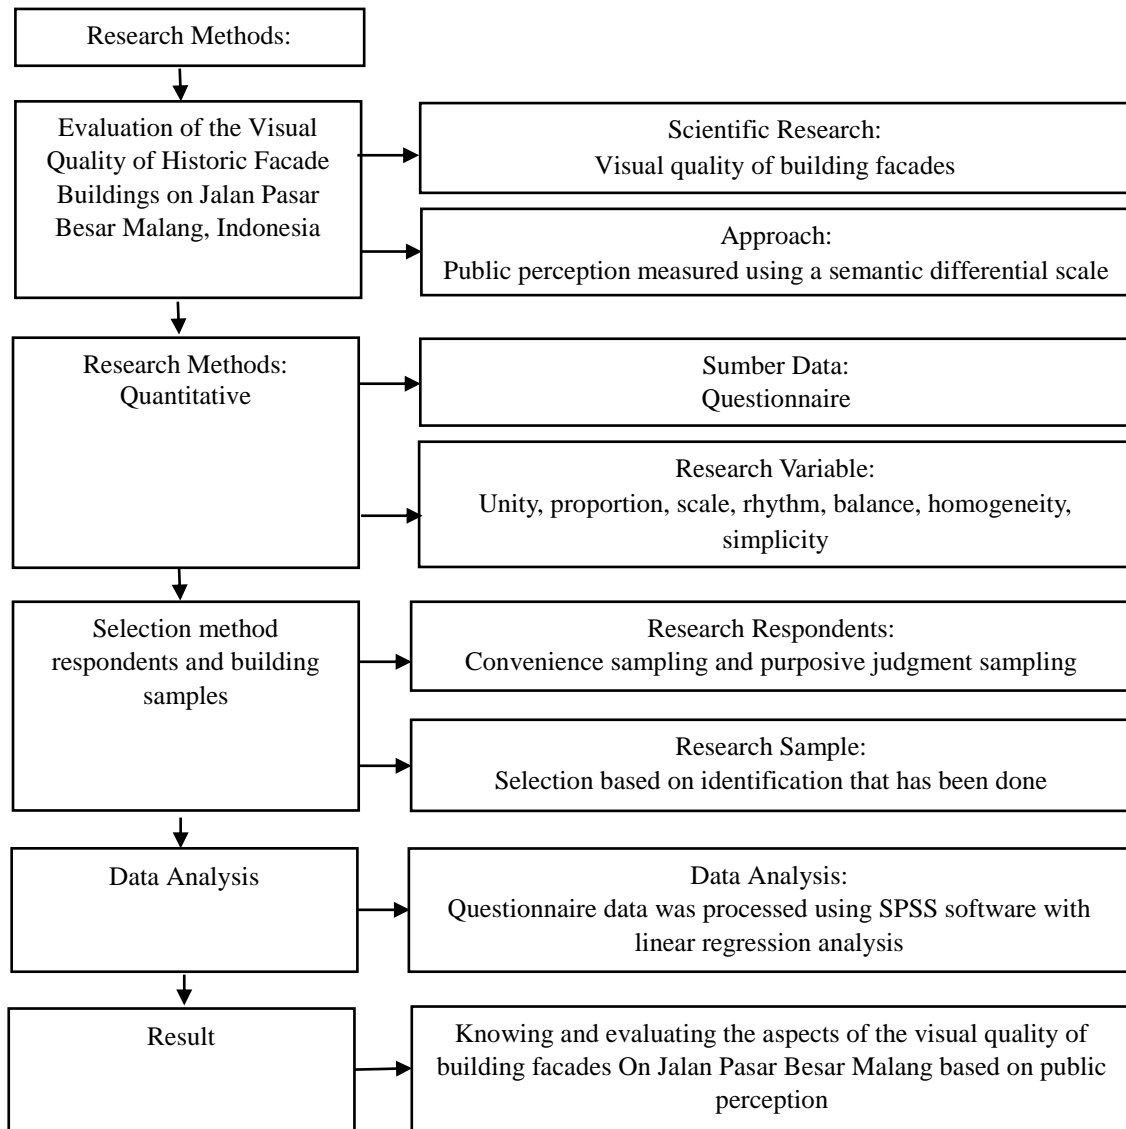 Research Methods:
Evaluation of the Visual
Quality of Historic Facade
Buildings on Jalan Pasar
Besar Malang, Indonesia
Scientific Research:
Visual quality of building facades
Approach:
Public perception measured using a semantic differential scale
Research Methods:
Quantitative
Sumber Data:
Questionnaire
Research Variable:
Unity, proportion, scale, rhythm, balance, homogeneity,
simplicity
Selection method
respondents and building
samples
Research Respondents:
Convenience sampling and purposive judgment sampling
Research Sample:
Selection based on identification that has been done
Data Analysis
Data Analysis:
Questionnaire data was processed using SPSS software with
linear regression analysis
Result
Knowing and evaluating the aspects of the visual quality of
building facades On Jalan Pasar Besar Malang based on public
perception